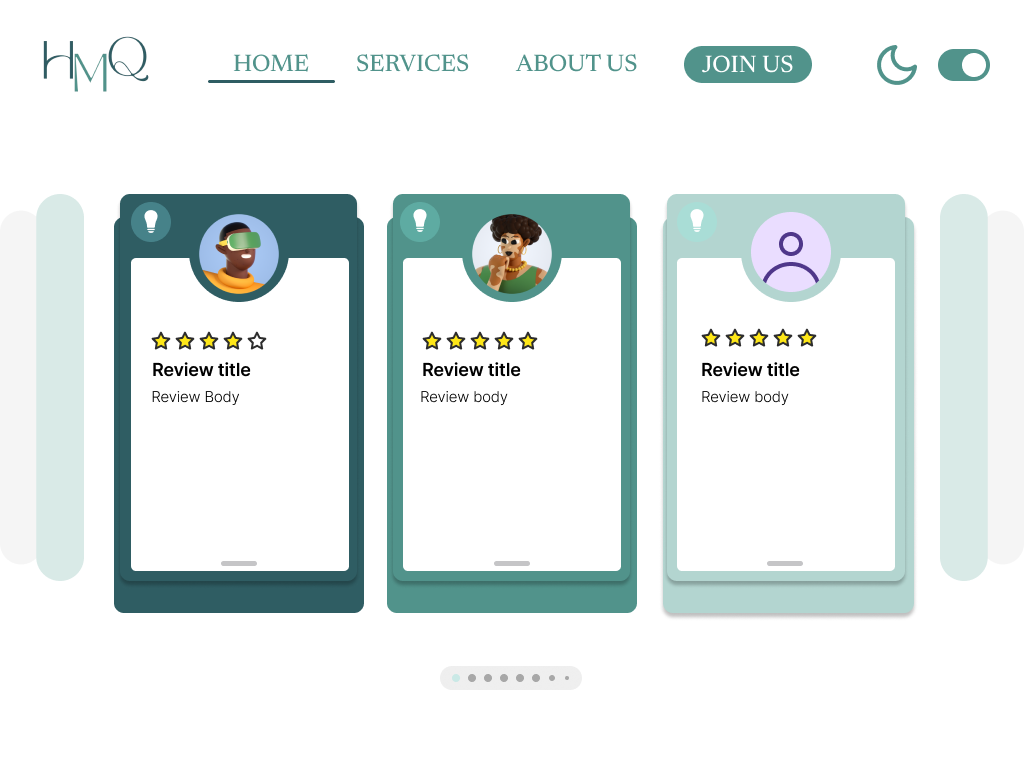 HMQ
HOME
SERVICES
ABOUT US
JOIN US
Review title
Review Body
Review title
Review body
Review title
Review body